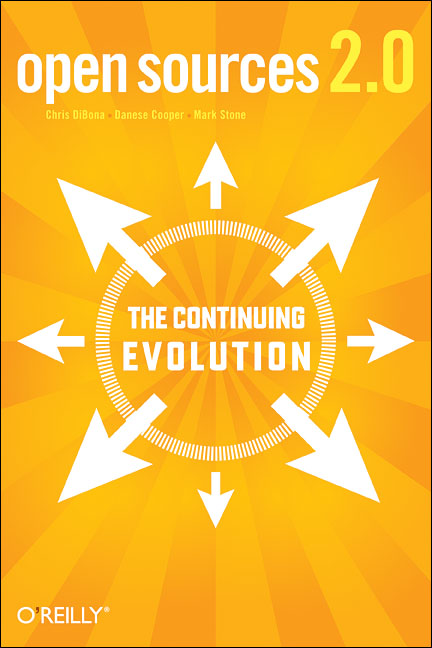 open sources 2.0
Chris DiBona • Danese Cooper • Mark Stone
THE CONTINUING
EVOLUTION
O'REILLY®